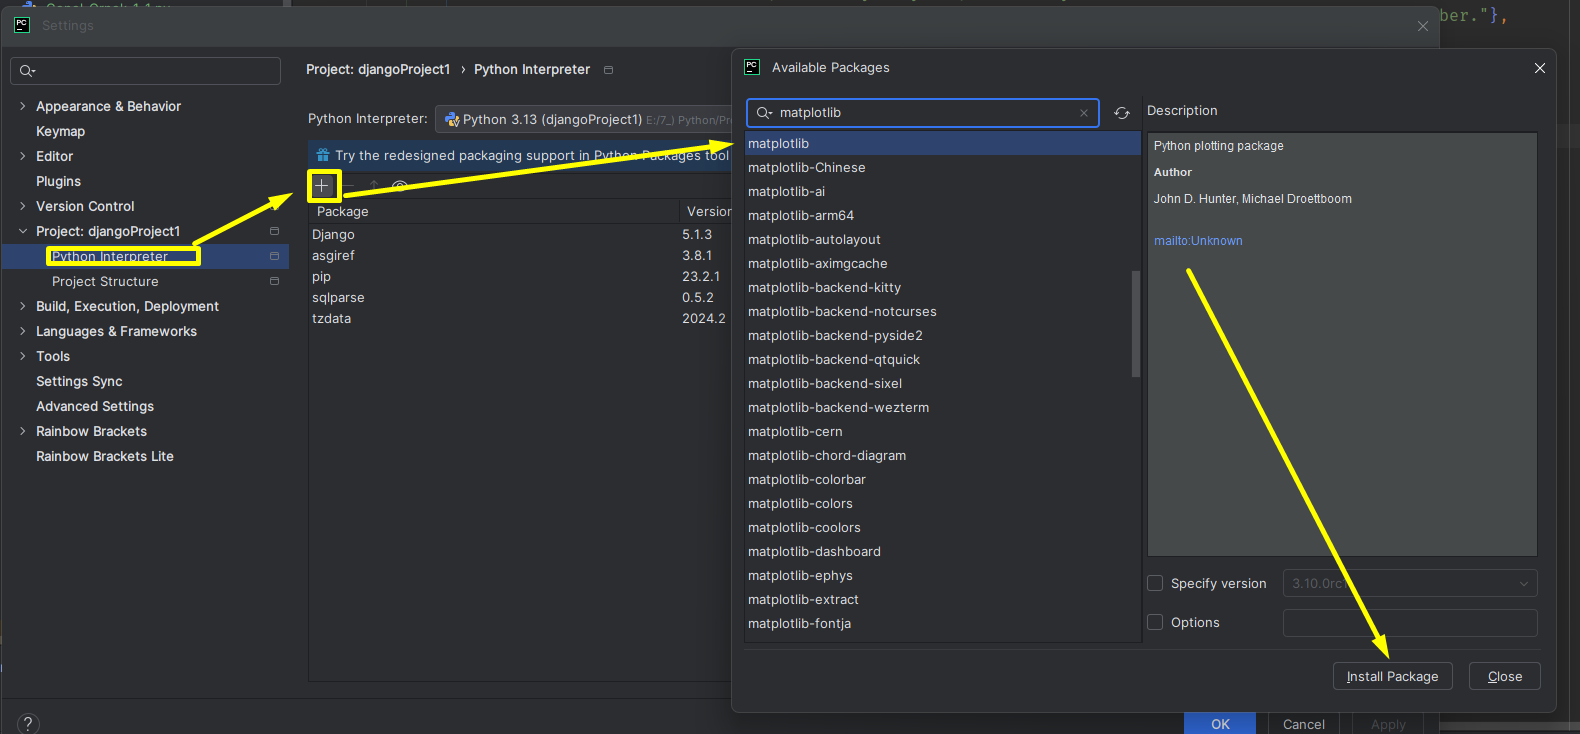 ber."},
PC
Settings
Appearance & Behavior
Keymap
Editor
Plugins
Version Control
Project: djangoProject1
Python Interpreter
Project Structure
Build, Execution, Deployment
Languages & Frameworks
Tools
Settings Sync
Advanced Settings
Rainbow Brackets
Rainbow Brackets Lite
?
Project: djangoProject1 › Python Interpreter
Python Interpreter: Python 3.13 (djangoProject1) E:/7_) Python/Pr
Try the redesigned packaging support in Python Packages tool
Package Version
Django 5.1.3
asgiref 3.8.1
pip 23.2.1
sqlparse 0.5.2
tzdata 2024.2
OK Cancel Apply
PC
Available Packages
matplotlib
matplotlib
matplotlib-Chinese
matplotlib-ai
matplotlib-arm64
matplotlib-autolayout
matplotlib-aximgcache
matplotlib-backend-kitty
matplotlib-backend-notcurses
matplotlib-backend-pyside2
matplotlib-backend-qtquick
matplotlib-backend-sixel
matplotlib-backend-wezterm
matplotlib-cern
matplotlib-chord-diagram
matplotlib-colorbar
matplotlib-colors
matplotlib-coolors
matplotlib-dashboard
matplotlib-ephys
matplotlib-extract
matplotlib-fontja
Description
Python plotting package
Author
John D. Hunter, Michael Droettboom
mailto:Unknown
Specify version 3.10.0rc1
Options
Install Package Close